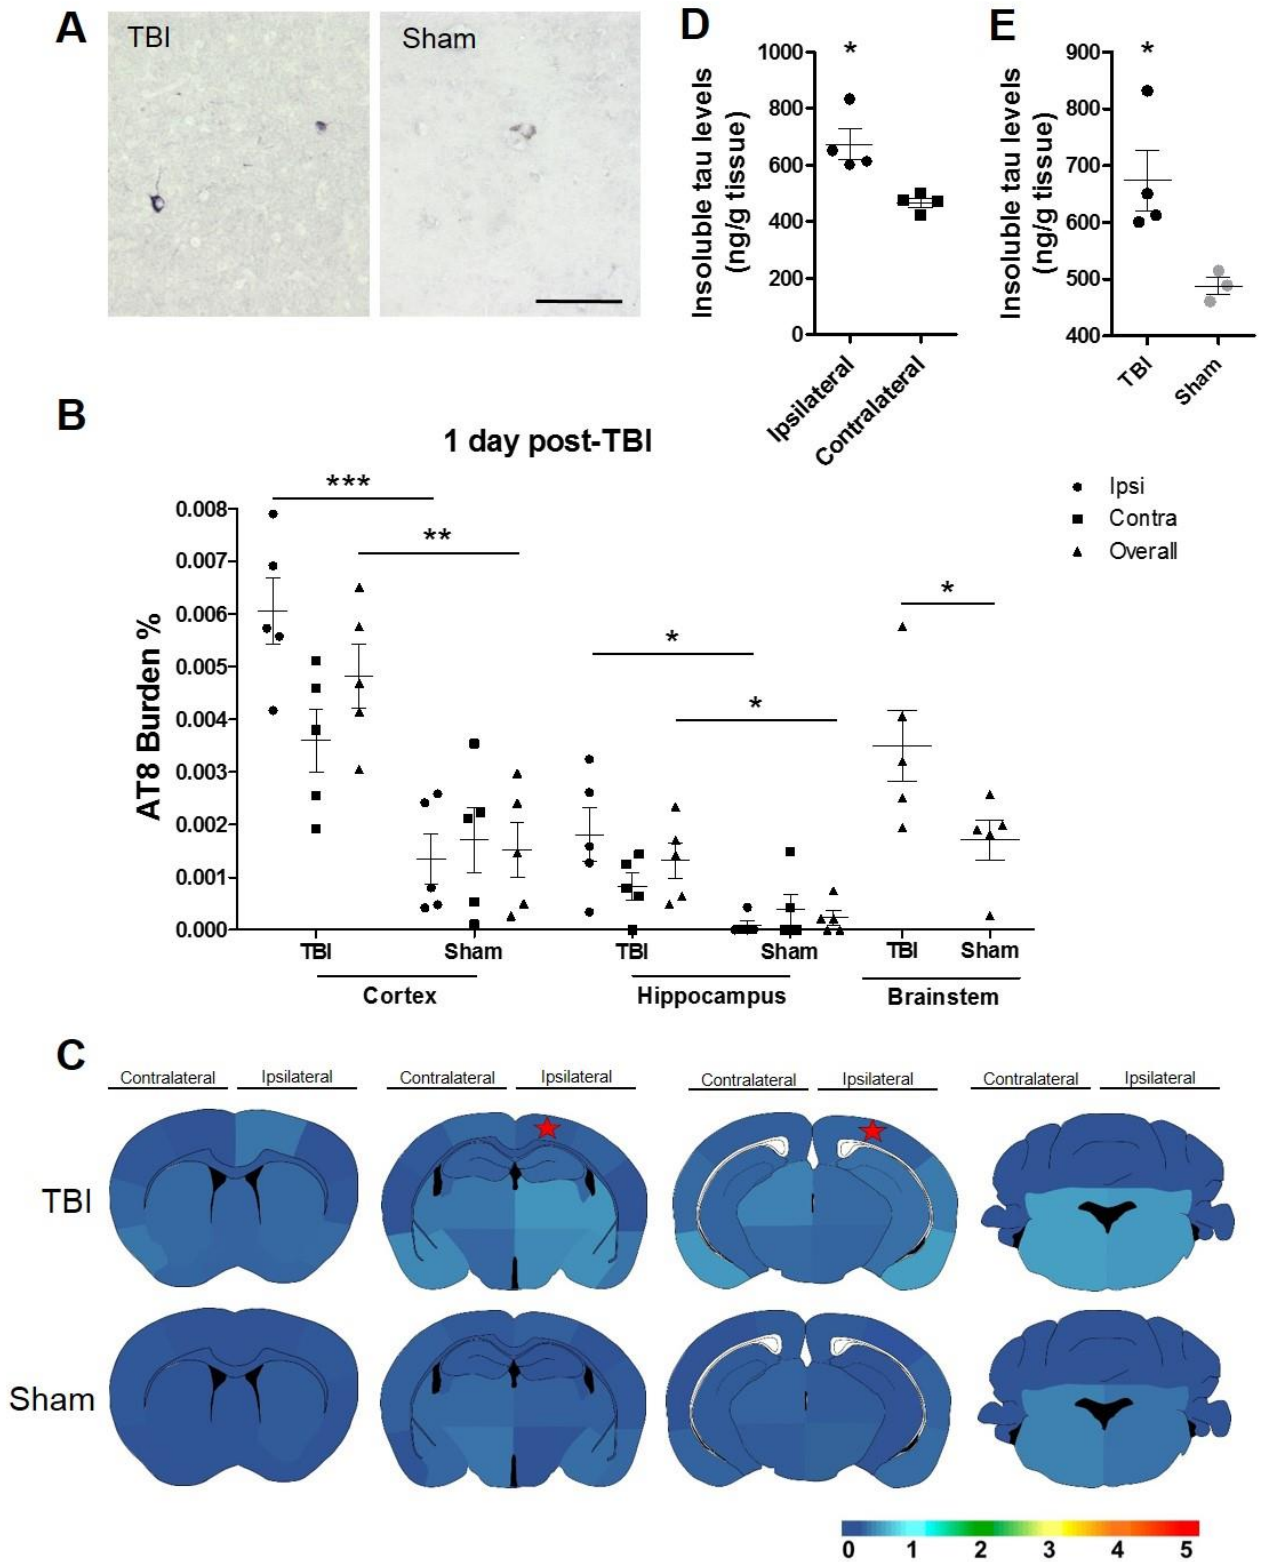 A
TBI
Sham
D
*
1000
800
600
400
200
0
Insoluble tau levels
(ng/g tissue)
Ipsilateral
Contralateral
E
*
900
800
700
600
500
400
Insoluble tau levels
(ng/g tissue)
TBI
Sham
B
1 day post-TBI
Ipsi
Contra
Overall
***
**
*
*
*
0.008
0.007
0.006
0.005
0.004
0.003
0.002
0.001
0.000
AT8 Burden %
TBI Sham TBI Sham TBI Sham
Cortex Hippocampus Brainstem
C
Contralateral Ipsilateral Contralateral Ipsilateral Contralateral Ipsilateral Contralateral Ipsilateral
TBI
Sham
0 1 2 3 4 5